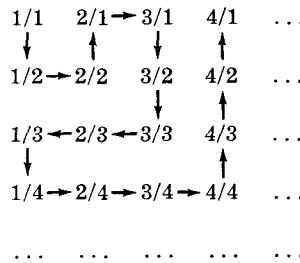 1/1 2/1 → 3/1 4/1 ...
↓ ↑ ↓ ↑
1/2 → 2/2 3/2 4/2 ...
↓ ↑
1/3 ← 2/3 ← 3/3 4/3 ...
↓ ↑
1/4 → 2/4 → 3/4 → 4/4 ...
... ... ... ...